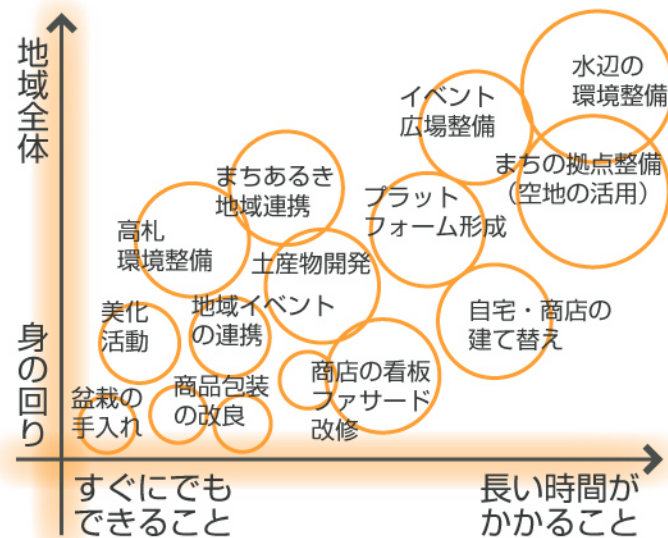 地域全体
身の回り
水辺の
環境整備
イベント
広場整備
まちの拠点整備
（空地の活用）
まちあるき
地域連携
プラット
フォーム形成
高札
環境整備
土産物開発
美化
活動
地域イベント
の連携
自宅・商店の
建て替え
盆栽の
手入れ
商品包装
の改良
商店の看板
ファサード
改修
すぐにでも
できること
長い時間が
かかること